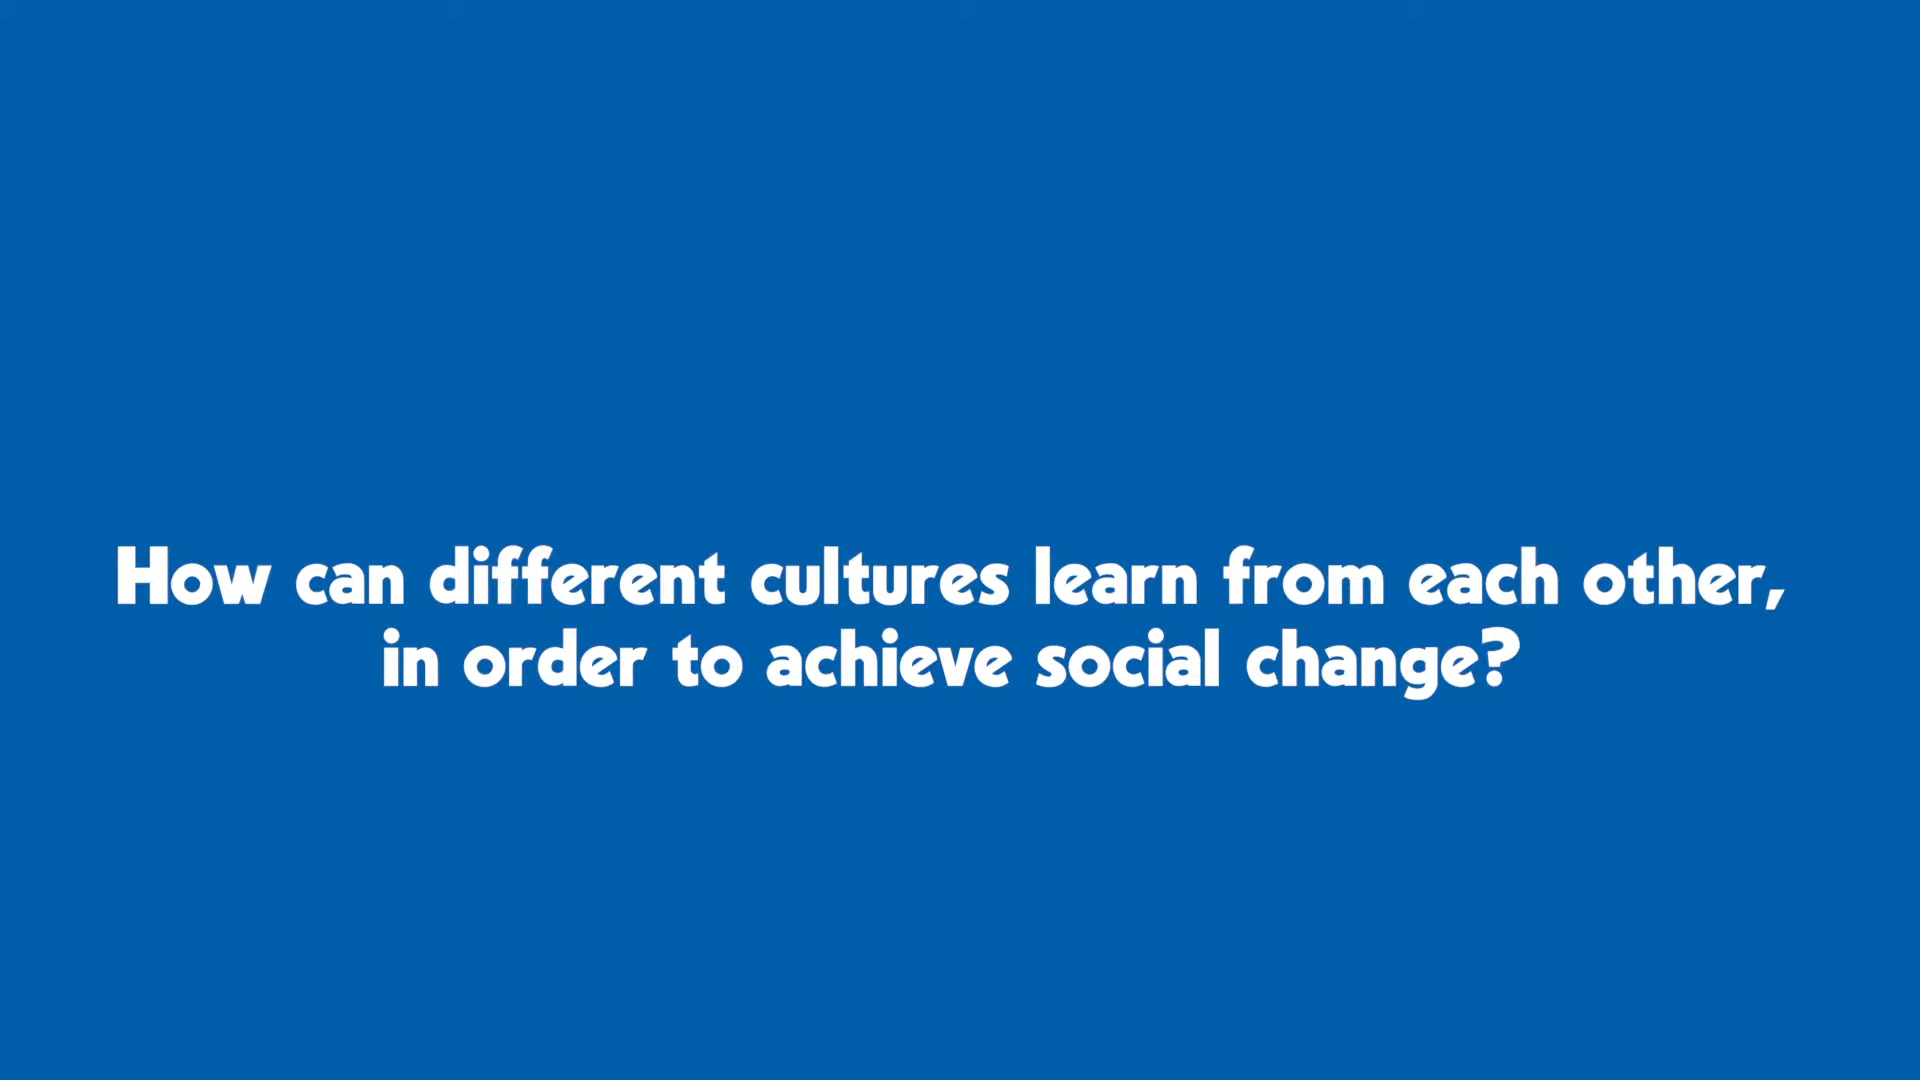 How can different cultures learn from each other,
in order to achieve social change?